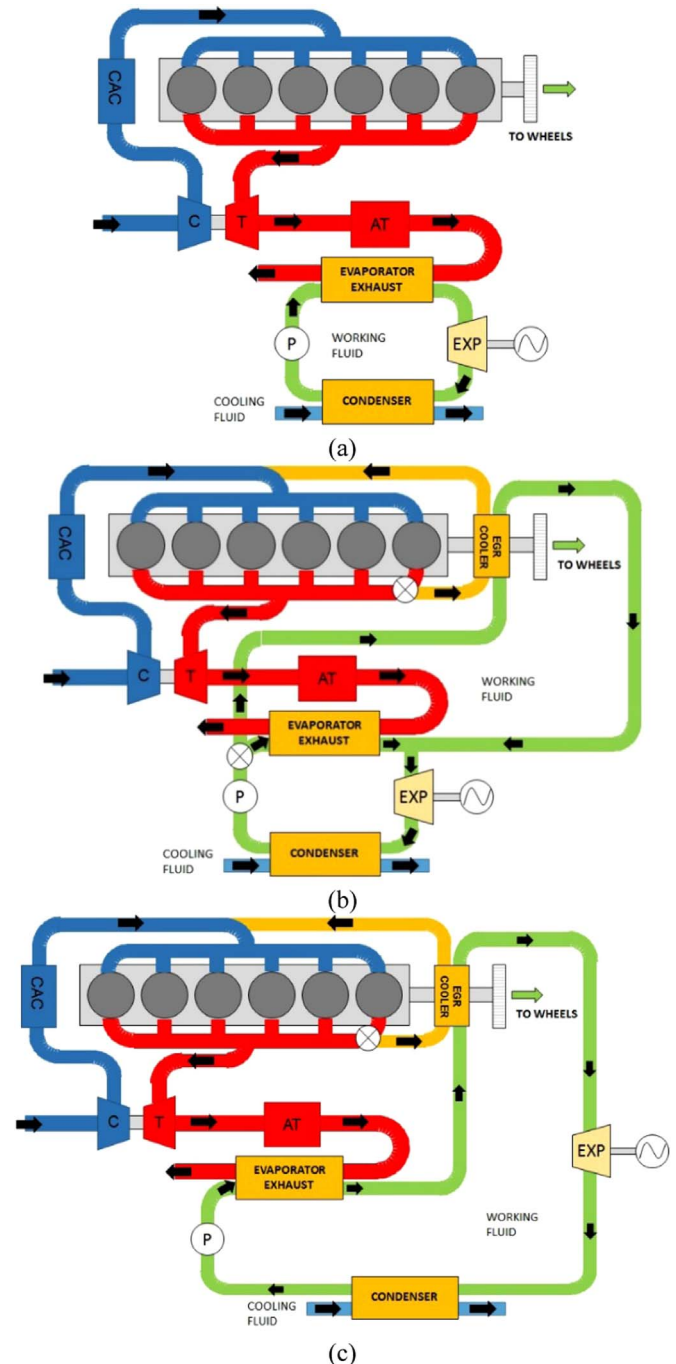 CAC
TO WHEELS
C
T
AT
EVAPORATOR
EXHAUST
P
WORKING
FLUID
EXP
COOLING
FLUID
CONDENSER
(a)
CAC
EGR
COOLER
TO WHEELS
C
T
AT
WORKING
FLUID
EVAPORATOR
EXHAUST
P
EXP
COOLING
FLUID
CONDENSER
(b)
CAC
EGR
COOLER
TO WHEELS
C
T
AT
EXP
EVAPORATOR
EXHAUST
WORKING
FLUID
P
COOLING
FLUID
CONDENSER
(c)